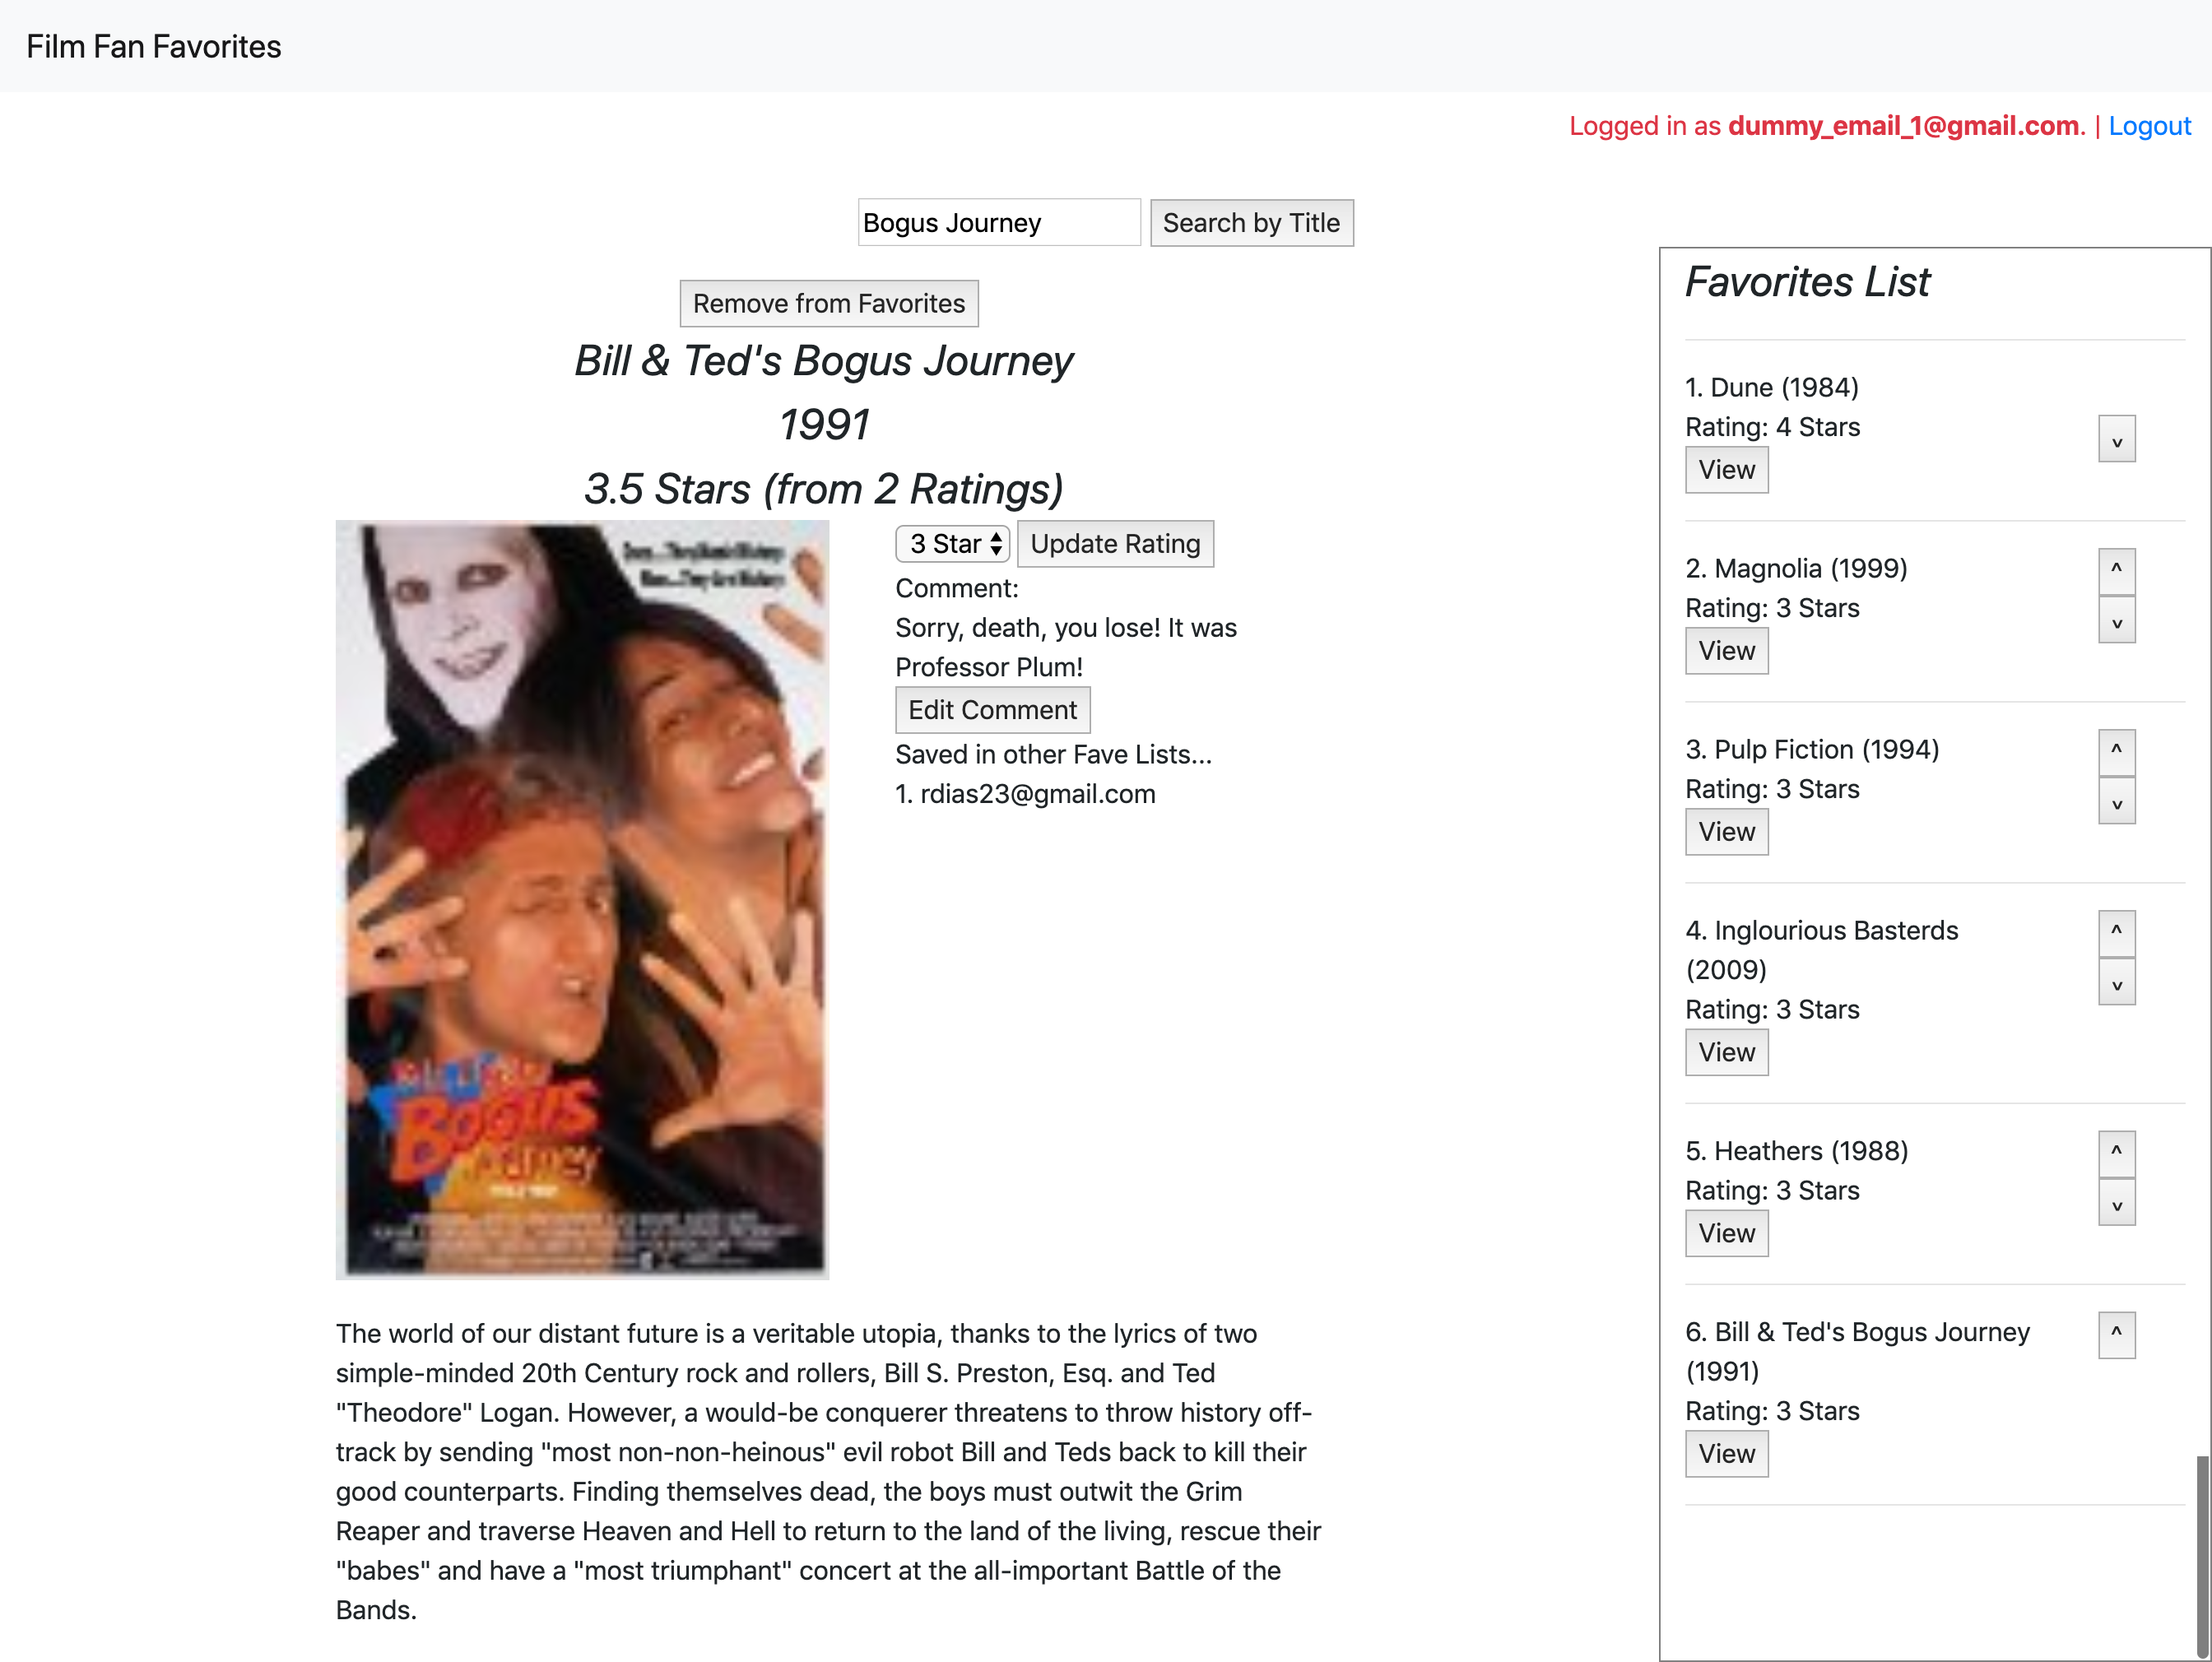 Film Fan Favorites
Logged in as dummy_email_1@gmail.com. | Logout
Bogus Journey
Search by Title
Remove from Favorites
Bill & Ted's Bogus Journey
1991
3.5 Stars (from 2 Ratings)
3 Star
Update Rating
Comment:
Sorry, death, you lose! It was
Professor Plum!
Edit Comment
Saved in other Fave Lists...
1. rdias23@gmail.com
BOGUS
The world of our distant future is a veritable utopia, thanks to the lyrics of two
simple-minded 20th Century rock and rollers, Bill S. Preston, Esq. and Ted
"Theodore" Logan. However, a would-be conquerer threatens to throw history off-
track by sending "most non-non-heinous" evil robot Bill and Teds back to kill their
good counterparts. Finding themselves dead, the boys must outwit the Grim
Reaper and traverse Heaven and Hell to return to the land of the living, rescue their
"babes" and have a "most triumphant" concert at the all-important Battle of the
Bands.
Favorites List
1. Dune (1984)
Rating: 4 Stars
View
v
2. Magnolia (1999)
Rating: 3 Stars
View
^
v
3. Pulp Fiction (1994)
Rating: 3 Stars
View
^
v
4. Inglourious Basterds
(2009)
Rating: 3 Stars
View
^
v
5. Heathers (1988)
Rating: 3 Stars
View
^
v
6. Bill & Ted's Bogus Journey
(1991)
Rating: 3 Stars
View
^